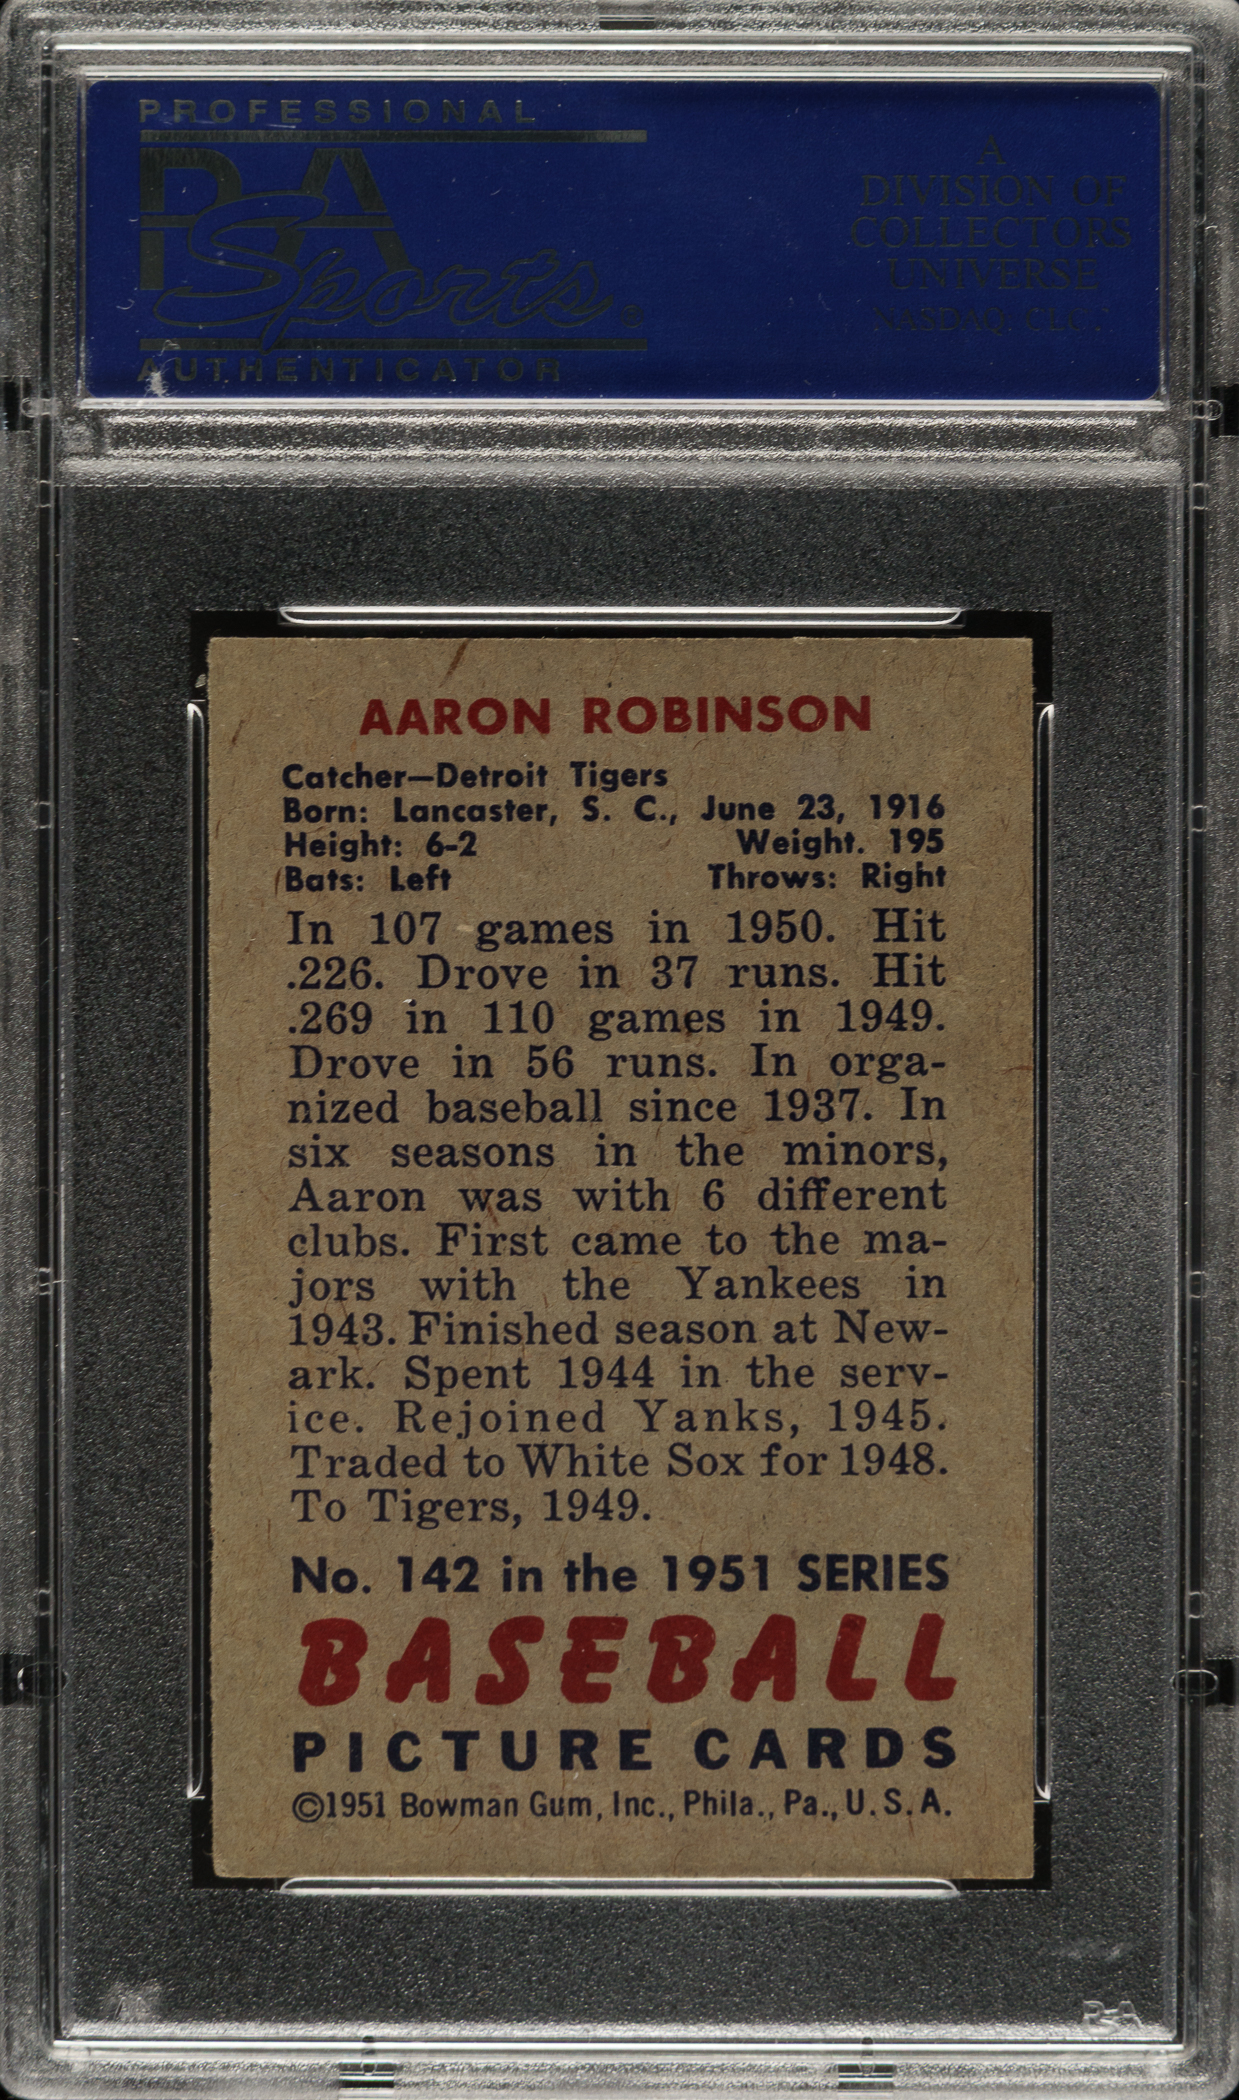 PROFESSIONAL
PSA
Sports®
AUTHENTICATOR
A
DIVISION OF
COLLECTORS
UNIVERSE
NASDAQ: CLCT
AARON ROBINSON
Catcher—Detroit Tigers
Born: Lancaster, S. C., June 23, 1916
Height: 6-2 Weight. 195
Bats: Left Throws: Right
In 107 games in 1950. Hit
.226. Drove in 37 runs. Hit
.269 in 110 games in 1949.
Drove in 56 runs. In orga-
nized baseball since 1937. In
six seasons in the minors,
Aaron was with 6 different
clubs. First came to the ma-
jors with the Yankees in
1943. Finished season at New-
ark. Spent 1944 in the serv-
ice. Rejoined Yanks, 1945.
Traded to White Sox for 1948.
To Tigers, 1949.
No. 142 in the 1951 SERIES
BASEBALL
PICTURE CARDS
©1951 Bowman Gum, Inc., Phila., Pa., U.S.A.
PSA